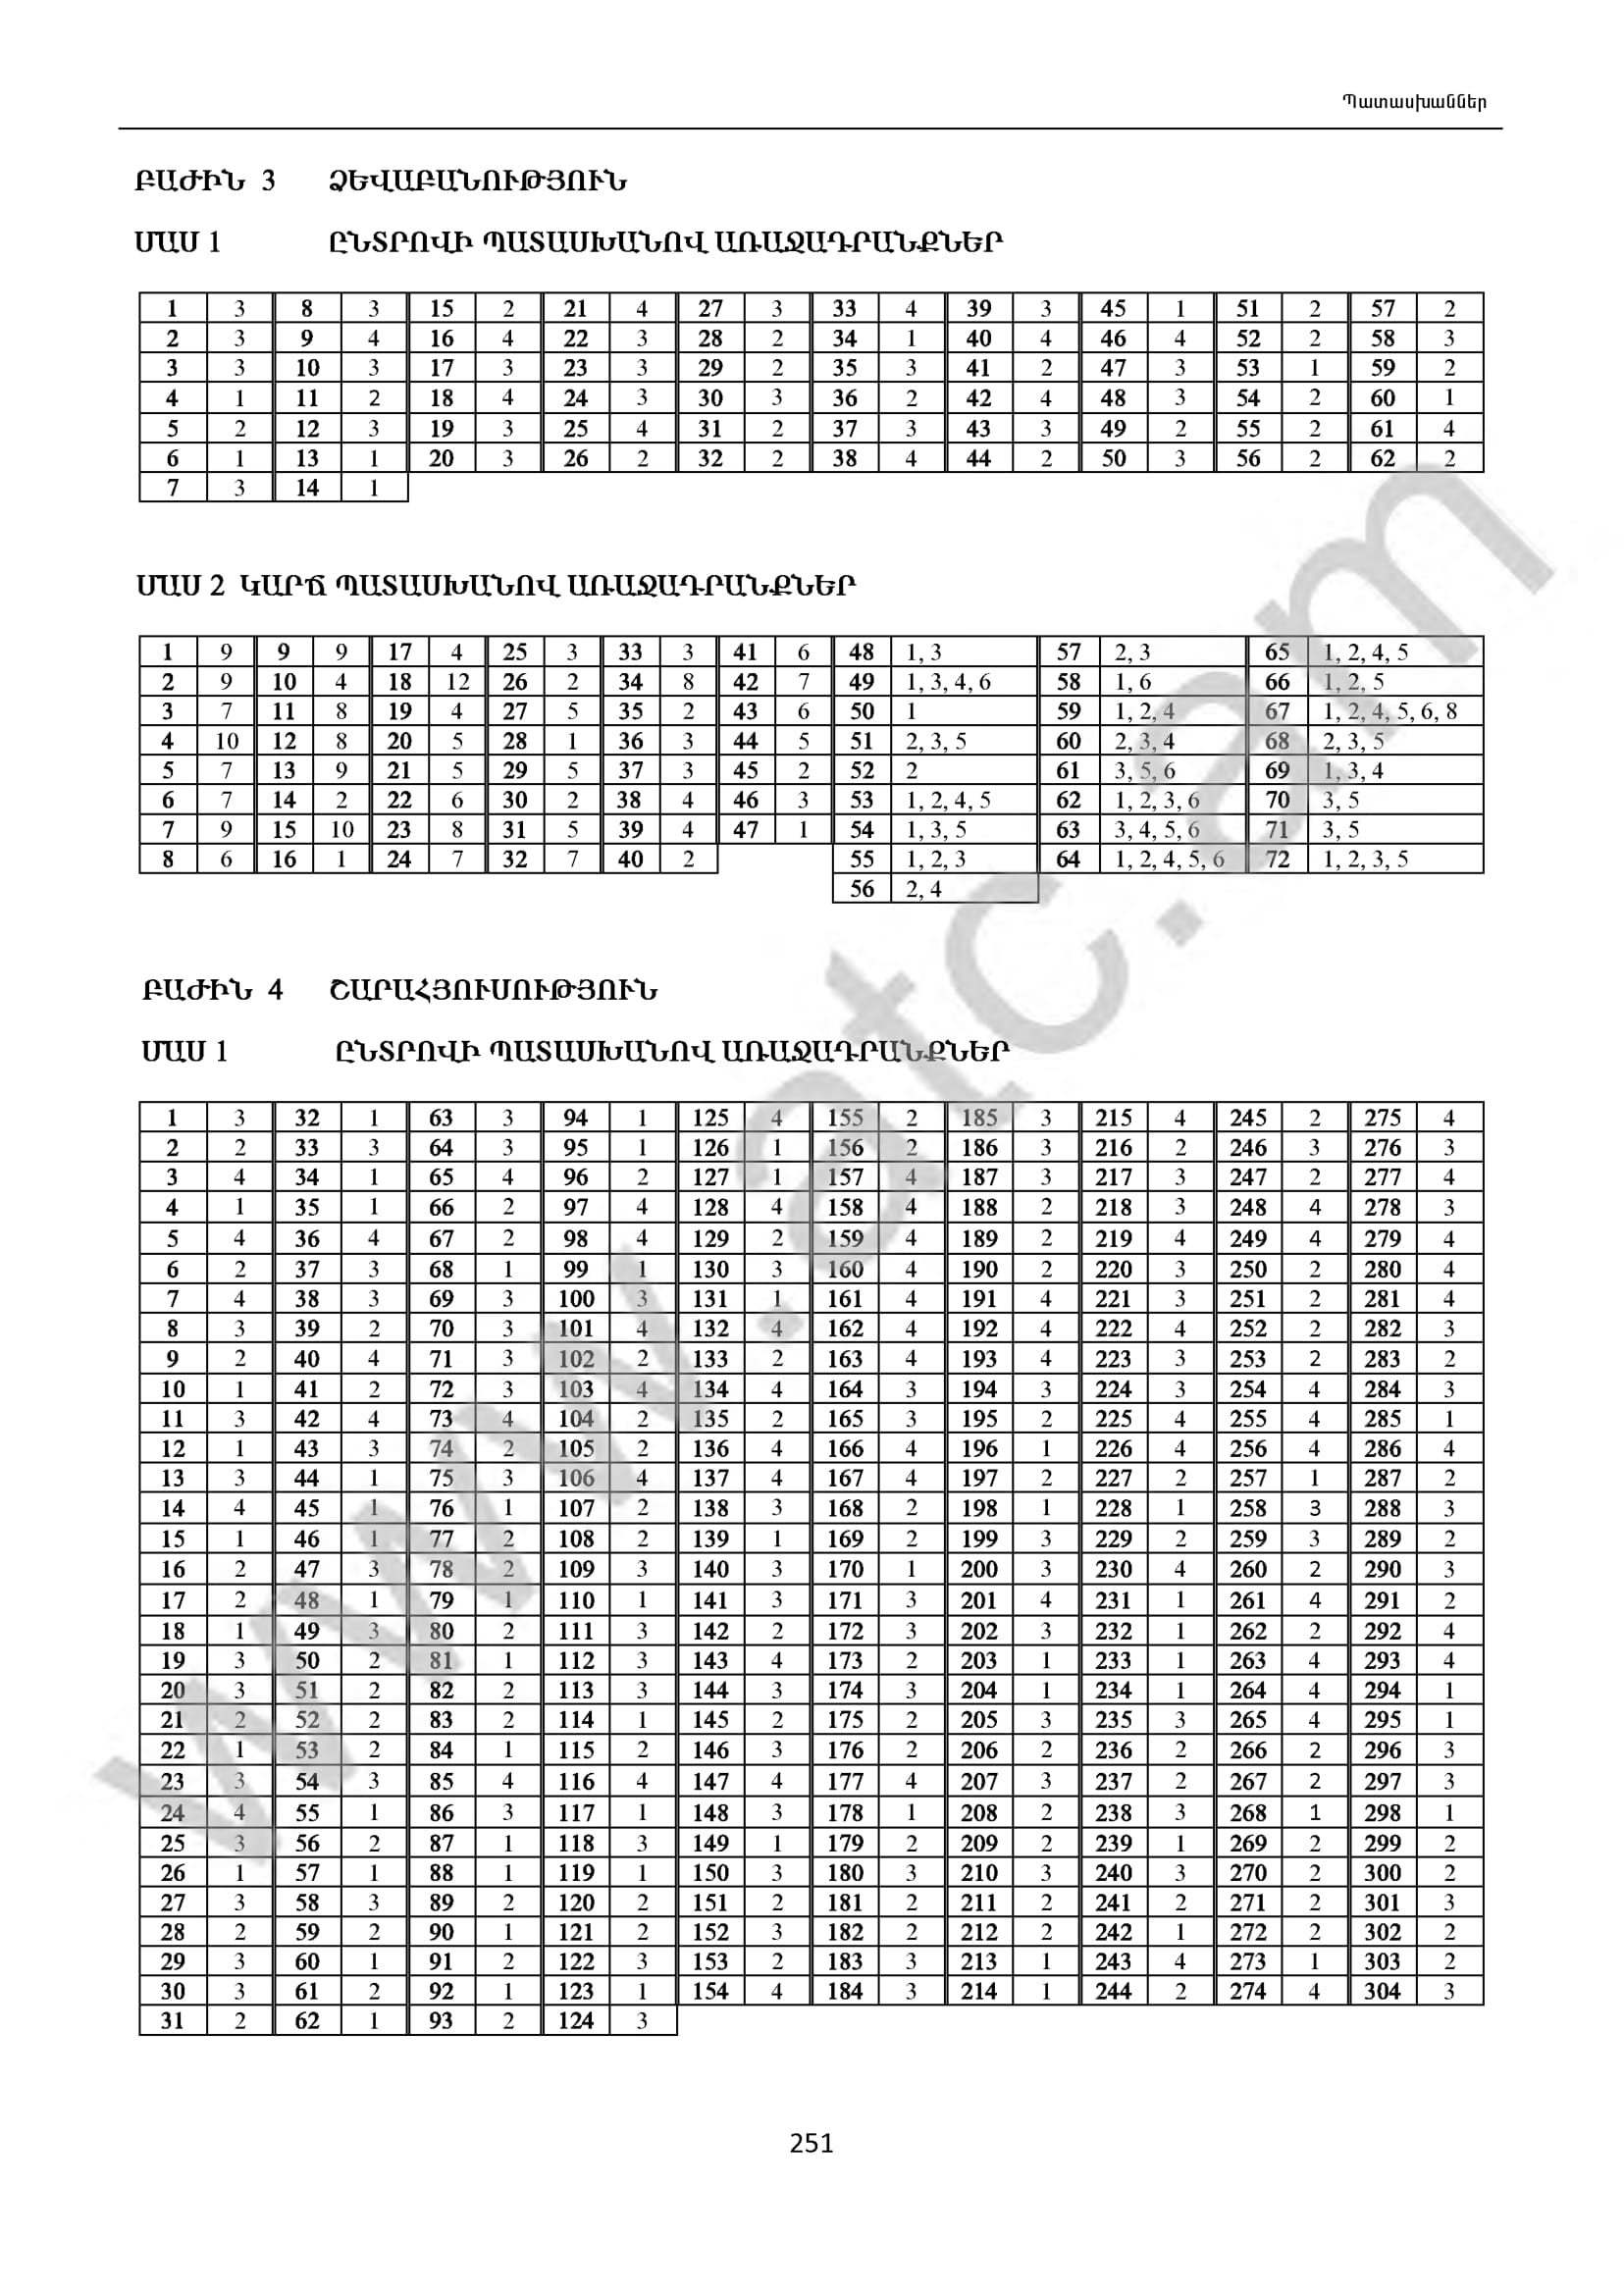 Պատասխաններ
ԲԱԺԻՆ 3 ՁԵՎԱԲԱՆՈՒԹՅՈՒՆ
ՄԱՍ 1 ԸՆՏՐՈՎԻ ՊԱՏԱՍԽԱՆՈՎ ԱՌԱՋԱԴՐԱՆՔՆԵՐ
1 3 8 3 15 2 21 4 27 3 33 4 39 3 45 1 51 2 57 2
2 3 9 4 16 4 22 3 28 2 34 1 40 4 46 4 52 2 58 3
3 3 10 3 17 3 23 3 29 2 35 3 41 2 47 3 53 1 59 2
4 1 11 2 18 4 24 3 30 3 36 2 42 4 48 3 54 2 60 1
5 2 12 3 19 3 25 4 31 2 37 3 43 3 49 2 55 2 61 4
6 1 13 1 20 3 26 2 32 2 38 4 44 2 50 3 56 2 62 2
7 3 14 1
ՄԱՍ 2 ԿԱՐՃ ՊԱՏԱՍԽԱՆՈՎ ԱՌԱՋԱԴՐԱՆՔՆԵՐ
1 9 9 9 17 4 25 3 33 3 41 6 48 1, 3 57 2, 3 65 1, 2, 4, 5
2 9 10 4 18 12 26 2 34 8 42 7 49 1, 3, 4, 6 58 1, 6 66 1, 2, 5
3 7 11 8 19 4 27 5 35 2 43 6 50 1 59 1, 2, 4 67 1, 2, 4, 5, 6, 8
4 10 12 8 20 5 28 1 36 3 44 5 51 2, 3, 5 60 2, 3, 4 68 2, 3, 5
5 7 13 9 21 5 29 5 37 3 45 2 52 2 61 3, 5, 6 69 1, 3, 4
6 7 14 2 22 6 30 2 38 4 46 3 53 1, 2, 4, 5 62 1, 2, 3, 6 70 3, 5
7 9 15 10 23 8 31 5 39 4 47 1 54 1, 3, 5 63 3, 4, 5, 6 71 3, 5
8 6 16 1 24 7 32 7 40 2 55 1, 2, 3 64 1, 2, 4, 5, 6 72 1, 2, 3, 5
56 2, 4
ԲԱԺԻՆ 4 ՇԱՐԱՀՅՈՒՍՈՒԹՅՈՒՆ
ՄԱՍ 1 ԸՆՏՐՈՎԻ ՊԱՏԱՍԽԱՆՈՎ ԱՌԱՋԱԴՐԱՆՔՆԵՐ
1 3 32 1 63 3 94 1 125 4 155 2 185 3 215 4 245 2 275 4
2 2 33 3 64 3 95 1 126 1 156 2 186 3 216 2 246 3 276 3
3 4 34 1 65 4 96 2 127 1 157 4 187 3 217 3 247 2 277 4
4 1 35 1 66 2 97 4 128 4 158 4 188 2 218 3 248 4 278 3
5 4 36 4 67 2 98 4 129 2 159 4 189 2 219 4 249 4 279 4
6 2 37 3 68 1 99 1 130 3 160 4 190 2 220 3 250 2 280 4
7 4 38 3 69 3 100 3 131 1 161 4 191 4 221 3 251 2 281 4
8 3 39 2 70 3 101 4 132 4 162 4 192 4 222 4 252 2 282 3
9 2 40 4 71 3 102 2 133 2 163 4 193 4 223 3 253 2 283 2
10 1 41 2 72 3 103 4 134 4 164 3 194 3 224 3 254 4 284 3
11 3 42 4 73 4 104 2 135 2 165 3 195 2 225 4 255 4 285 1
12 1 43 3 74 2 105 2 136 4 166 4 196 1 226 4 256 4 286 4
13 3 44 1 75 3 106 4 137 4 167 4 197 2 227 2 257 1 287 2
14 4 45 1 76 1 107 2 138 3 168 2 198 1 228 1 258 3 288 3
15 1 46 1 77 2 108 2 139 1 169 2 199 3 229 2 259 3 289 2
16 2 47 3 78 2 109 3 140 3 170 1 200 3 230 4 260 2 290 3
17 2 48 1 79 1 110 1 141 3 171 3 201 4 231 1 261 4 291 2
18 1 49 3 80 2 111 3 142 2 172 3 202 3 232 1 262 2 292 4
19 3 50 2 81 1 112 3 143 4 173 2 203 1 233 1 263 4 293 4
20 3 51 2 82 2 113 3 144 3 174 3 204 1 234 1 264 4 294 1
21 2 52 2 83 2 114 1 145 2 175 2 205 3 235 3 265 4 295 1
22 1 53 2 84 1 115 2 146 3 176 2 206 2 236 2 266 2 296 3
23 3 54 3 85 4 116 4 147 4 177 4 207 3 237 2 267 2 297 3
24 4 55 1 86 3 117 1 148 3 178 1 208 2 238 3 268 1 298 1
25 3 56 2 87 1 118 3 149 1 179 2 209 2 239 1 269 2 299 2
26 1 57 1 88 1 119 1 150 3 180 3 210 3 240 3 270 2 300 2
27 3 58 3 89 2 120 2 151 2 181 2 211 2 241 2 271 2 301 3
28 2 59 2 90 1 121 2 152 3 182 2 212 2 242 1 272 2 302 2
29 3 60 1 91 2 122 3 153 2 183 3 213 1 243 4 273 1 303 2
30 3 61 2 92 1 123 1 154 4 184 3 214 1 244 2 274 4 304 3
31 2 62 1 93 2 124 3
www.atc.am
251